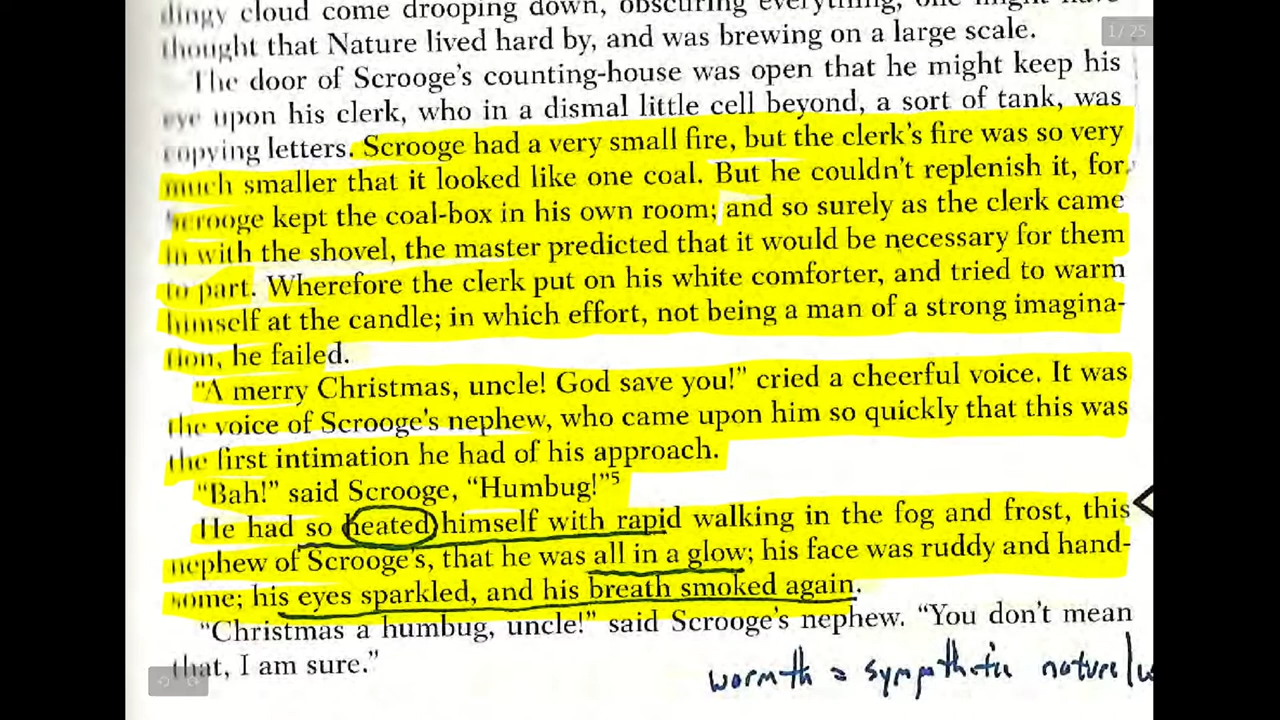 dingy cloud come drooping down, obscuring everything, one might have
thought that Nature lived hard by, and was brewing on a large scale.
The door of Scrooge's counting-house was open that he might keep his
eye upon his clerk, who in a dismal little cell beyond, a sort of tank, was
copying letters. Scrooge had a very small fire, but the clerk's fire was so very
much smaller that it looked like one coal. But he couldn't replenish it, for
Scrooge kept the coal-box in his own room; and so surely as the clerk came
in with the shovel, the master predicted that it would be necessary for them
to part. Wherefore the clerk put on his white comforter, and tried to warm
himself at the candle; in which effort, not being a man of a strong imagina-
tion, he failed.
"A merry Christmas, uncle! God save you!" cried a cheerful voice. It was
the voice of Scrooge's nephew, who came upon him so quickly that this was
the first intimation he had of his approach.
"Bah!" said Scrooge, "Humbug!"5
He had so heated himself with rapid walking in the fog and frost, this
nephew of Scrooge's, that he was all in a glow; his face was ruddy and hand-
some; his eyes sparkled, and his breath smoked again.
"Christmas a humbug, uncle!" said Scrooge's nephew. "You don't mean
that, I am sure."
warmth = sympathetic nature/
1/25